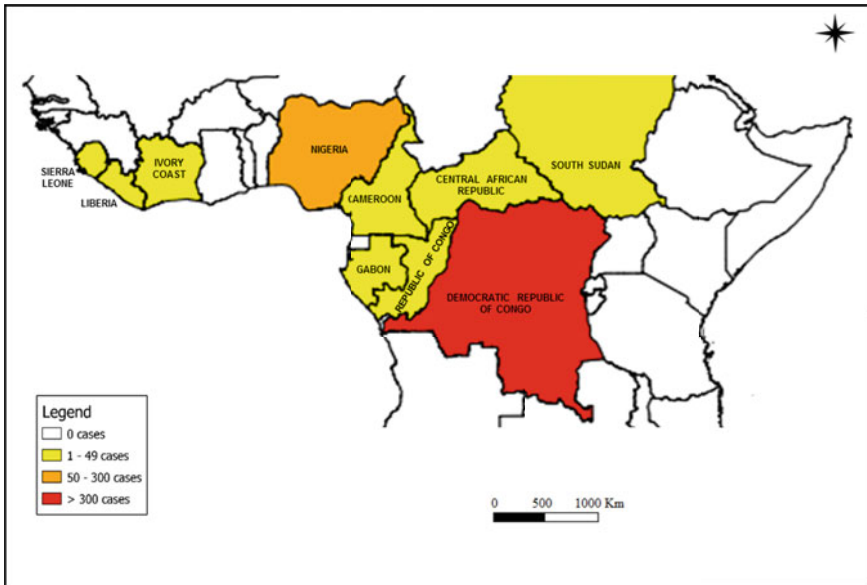 NIGERIA
IVORY
COAST
SIERRA
LEONE
LIBERIA
SOUTH SUDAN
CENTRAL AFRICAN
REPUBLIC
CAMEROON
GABON
REPUBLIC OF CONGO
DEMOCRATIC REPUBLIC
OF CONGO
Legend
0 cases
1 - 49 cases
50 - 300 cases
> 300 cases
0 500 1000 Km